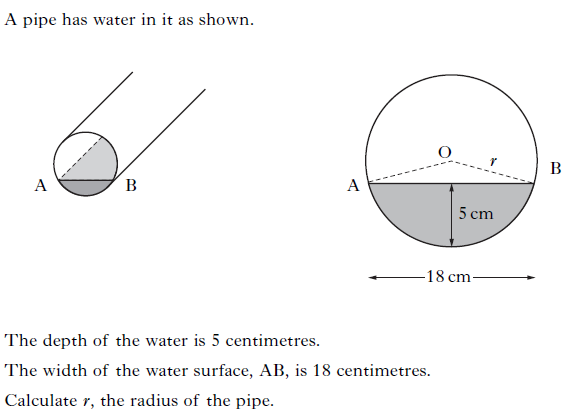 A pipe has water in it as shown.
A
B
O
r
B
A
5 cm
18 cm
The depth of the water is 5 centimetres.
The width of the water surface, AB, is 18 centimetres.
Calculate r, the radius of the pipe.